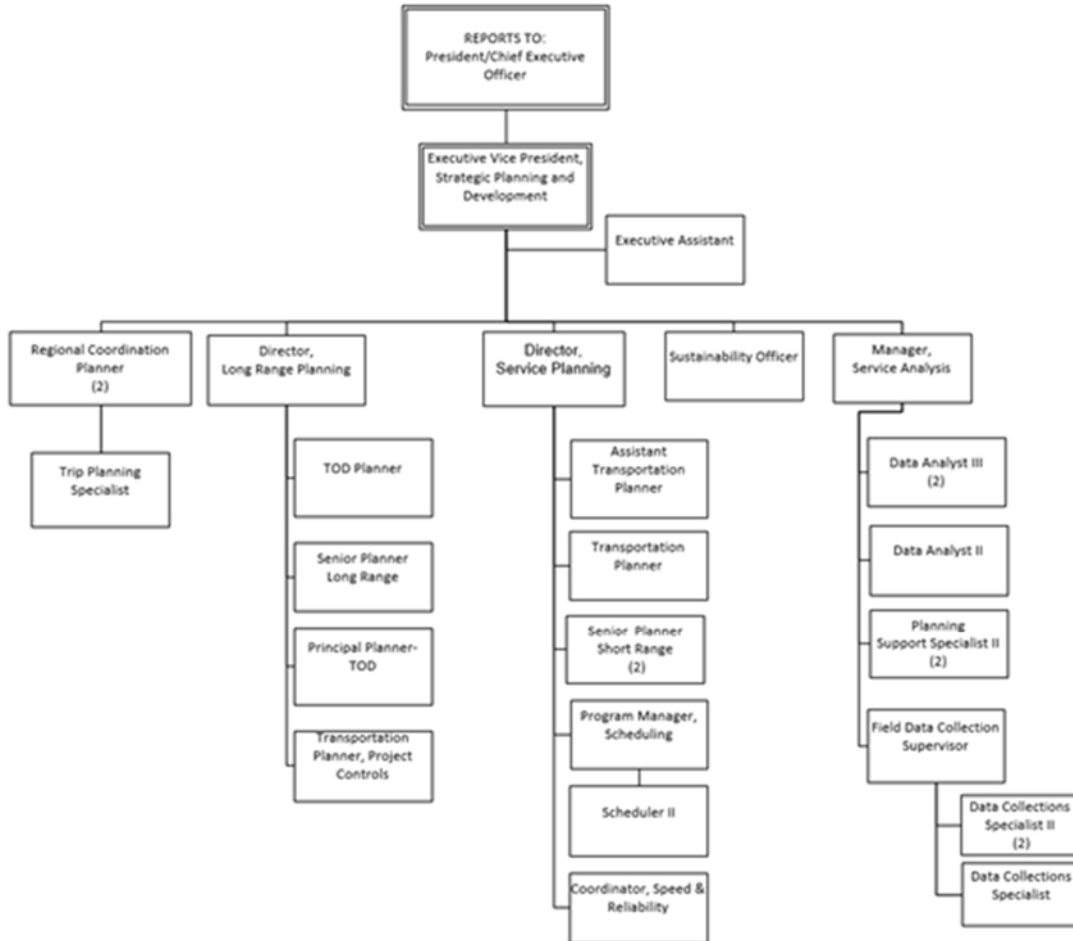 REPORTS TO:
President/Chief Executive
Officer
Executive Vice President,
Strategic Planning and
Development
Executive Assistant
Regional Coordination
Planner
(2)
Director,
Long Range Planning
Director,
Service Planning
Sustainability Officer
Manager,
Service Analysis
Trip Planning
Specialist
TOD Planner
Senior Planner
Long Range
Principal Planner-
TOD
Transportation
Planner, Project
Controls
Assistant
Transportation
Planner
Transportation
Planner
Senior Planner
Short Range
(2)
Program Manager,
Scheduling
Scheduler II
Coordinator, Speed &
Reliability
Data Analyst III
(2)
Data Analyst II
Planning
Support Specialist II
(2)
Field Data Collection
Supervisor
Data Collections
Specialist II
(2)
Data Collections
Specialist